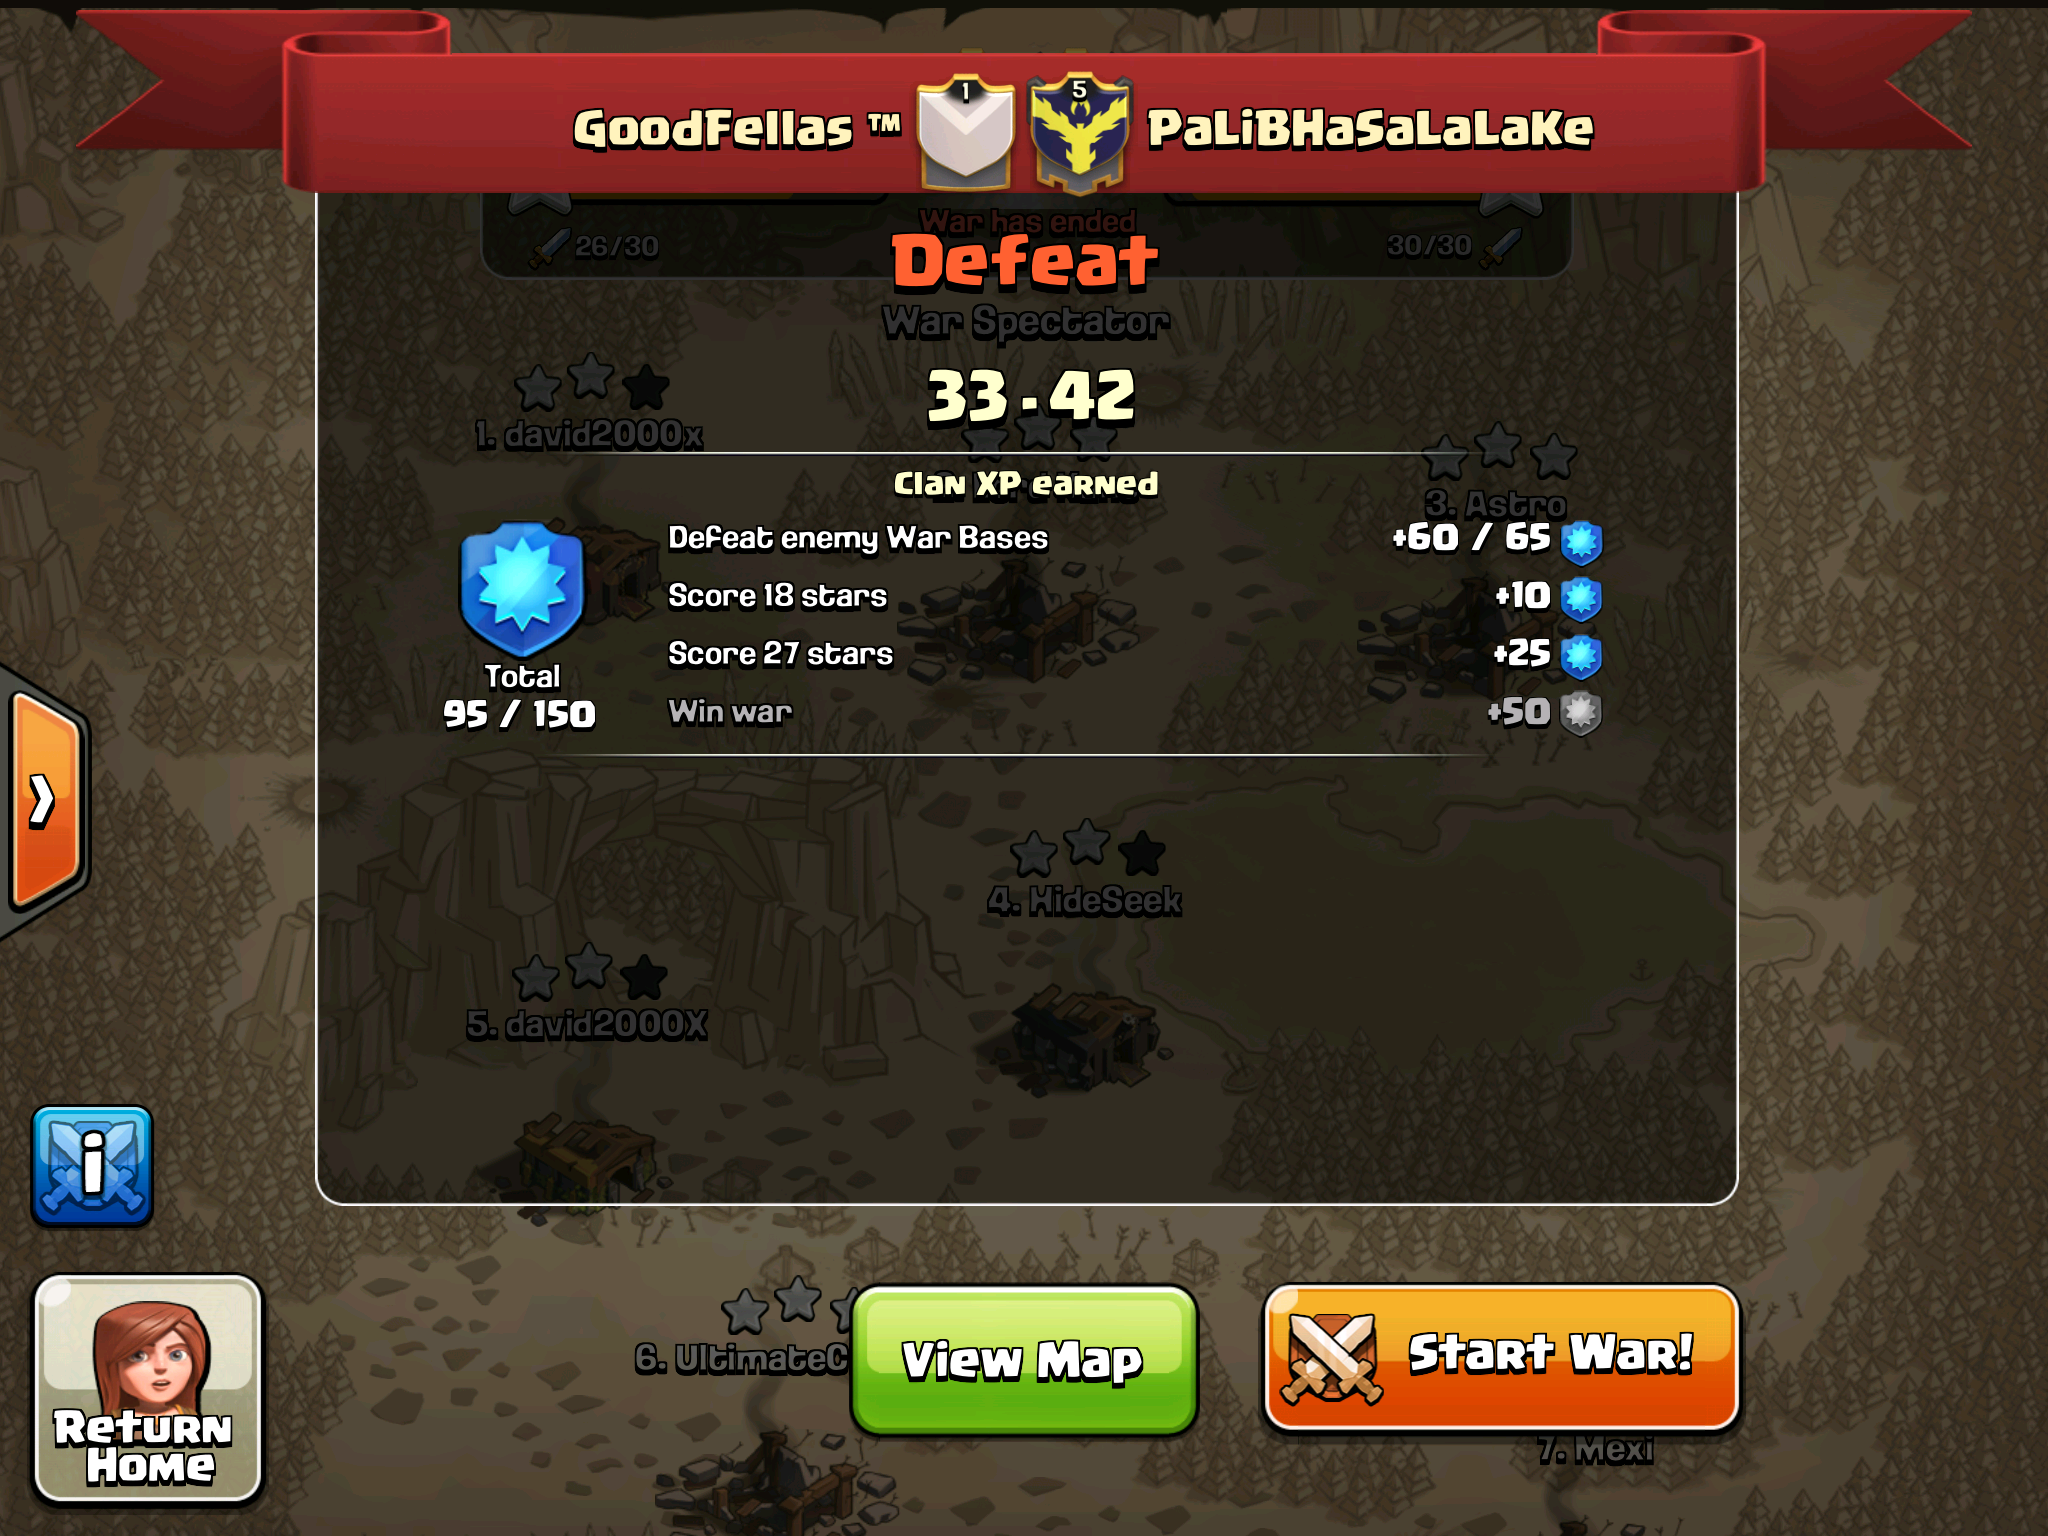 GoodFellas ™ 1 5 PaLiBHaSaLaLaKe
War has ended
26/30 30/30
Defeat
War Spectator
33 - 42
1. david2000x
Clan XP earned
3. Astro
Defeat enemy War Bases +60 / 65
Score 18 stars +10
Score 27 stars +25
Total
95 / 150
Win war +50
4. HideSeek
5. david2000X
i
6. UltimateC
View Map
Start War!
Return
Home
7. Mexi